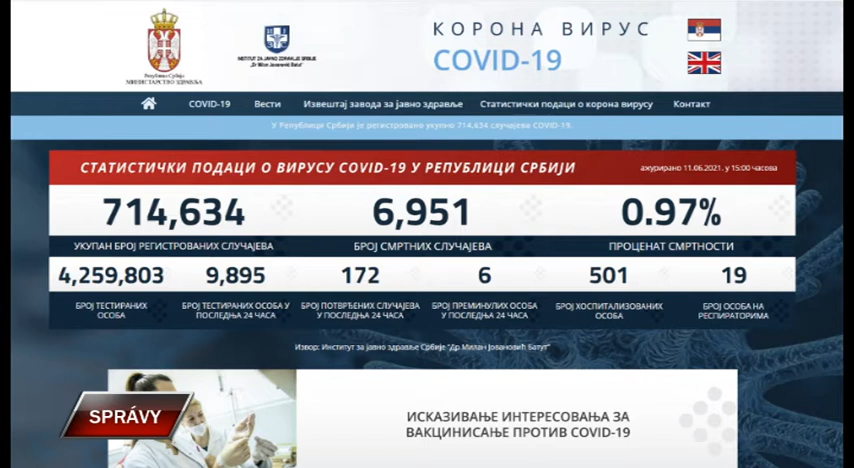 КОРОНА ВИРУС
COVID-19
Република Србија
МИНИСТАРСТВО ЗДРАВЉА
ИНСТИТУТ ЗА ЈАВНО ЗДРАВЉЕ СРБИЈЕ
„Dr Milan Jovanović Batut"
COVID-19 Вести Извештај завода за јавно здравље Статистички подаци о корона вирусу Контакт
У Републици Србији је регистровано укупно 714,634 случајева COVID-19.
СТАТИСТИЧКИ ПОДАЦИ О ВИРУСУ COVID-19 У РЕПУБЛИЦИ СРБИЈИ
ажурирано 11.06.2021. у 15:00 часова
714,634 6,951 0.97%
УКУПАН БРОЈ РЕГИСТРОВАНИХ СЛУЧАЈЕВА БРОЈ СМРТНИХ СЛУЧАЈЕВА ПРОЦЕНАТ СМРТНОСТИ
4,259,803 9,895 172 6 501 19
БРОЈ ТЕСТИРАНИХ БРОЈ ТЕСТИРАНИХ ОСОБА У БРОЈ ПОТВРЂЕНИХ СЛУЧАЈЕВА БРОЈ ПРЕМИНУЛИХ ОСОБА БРОЈ ХОСПИТАЛИЗОВАНИХ БРОЈ ОСОБА НА
ОСОБА ПОСЛЕДЊА 24 ЧАСА У ПОСЛЕДЊА 24 ЧАСА У ПОСЛЕДЊА 24 ЧАСА ОСОБА РЕСПИРАТОРИМА
Извор: Институт за јавно здравље Србије "Др Милан Јовановић Батут"
ИСКАЗИВАЊЕ ИНТЕРЕСОВАЊА ЗА
ВАКЦИНИСАЊЕ ПРОТИВ COVID-19
SPRÁVY